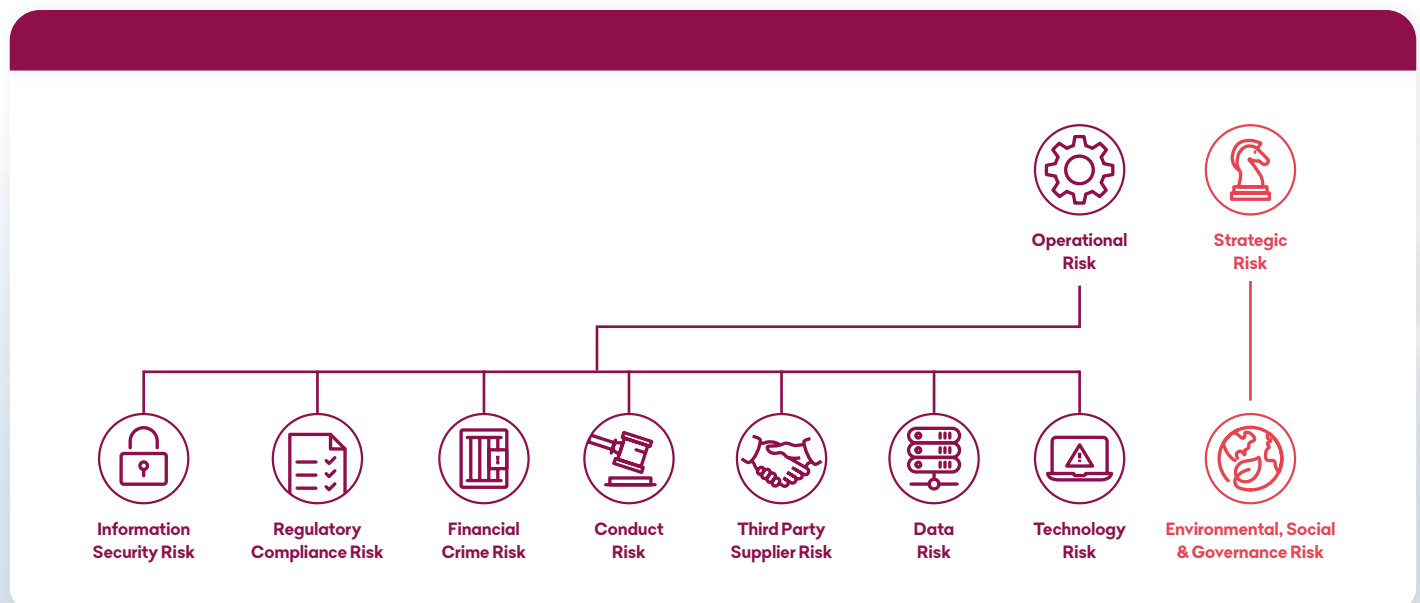 Operational
Risk
Strategic
Risk
Information
Security Risk
Regulatory
Compliance Risk
Financial
Crime Risk
Conduct
Risk
Third Party
Supplier Risk
Data
Risk
Technology
Risk
Environmental, Social
& Governance Risk